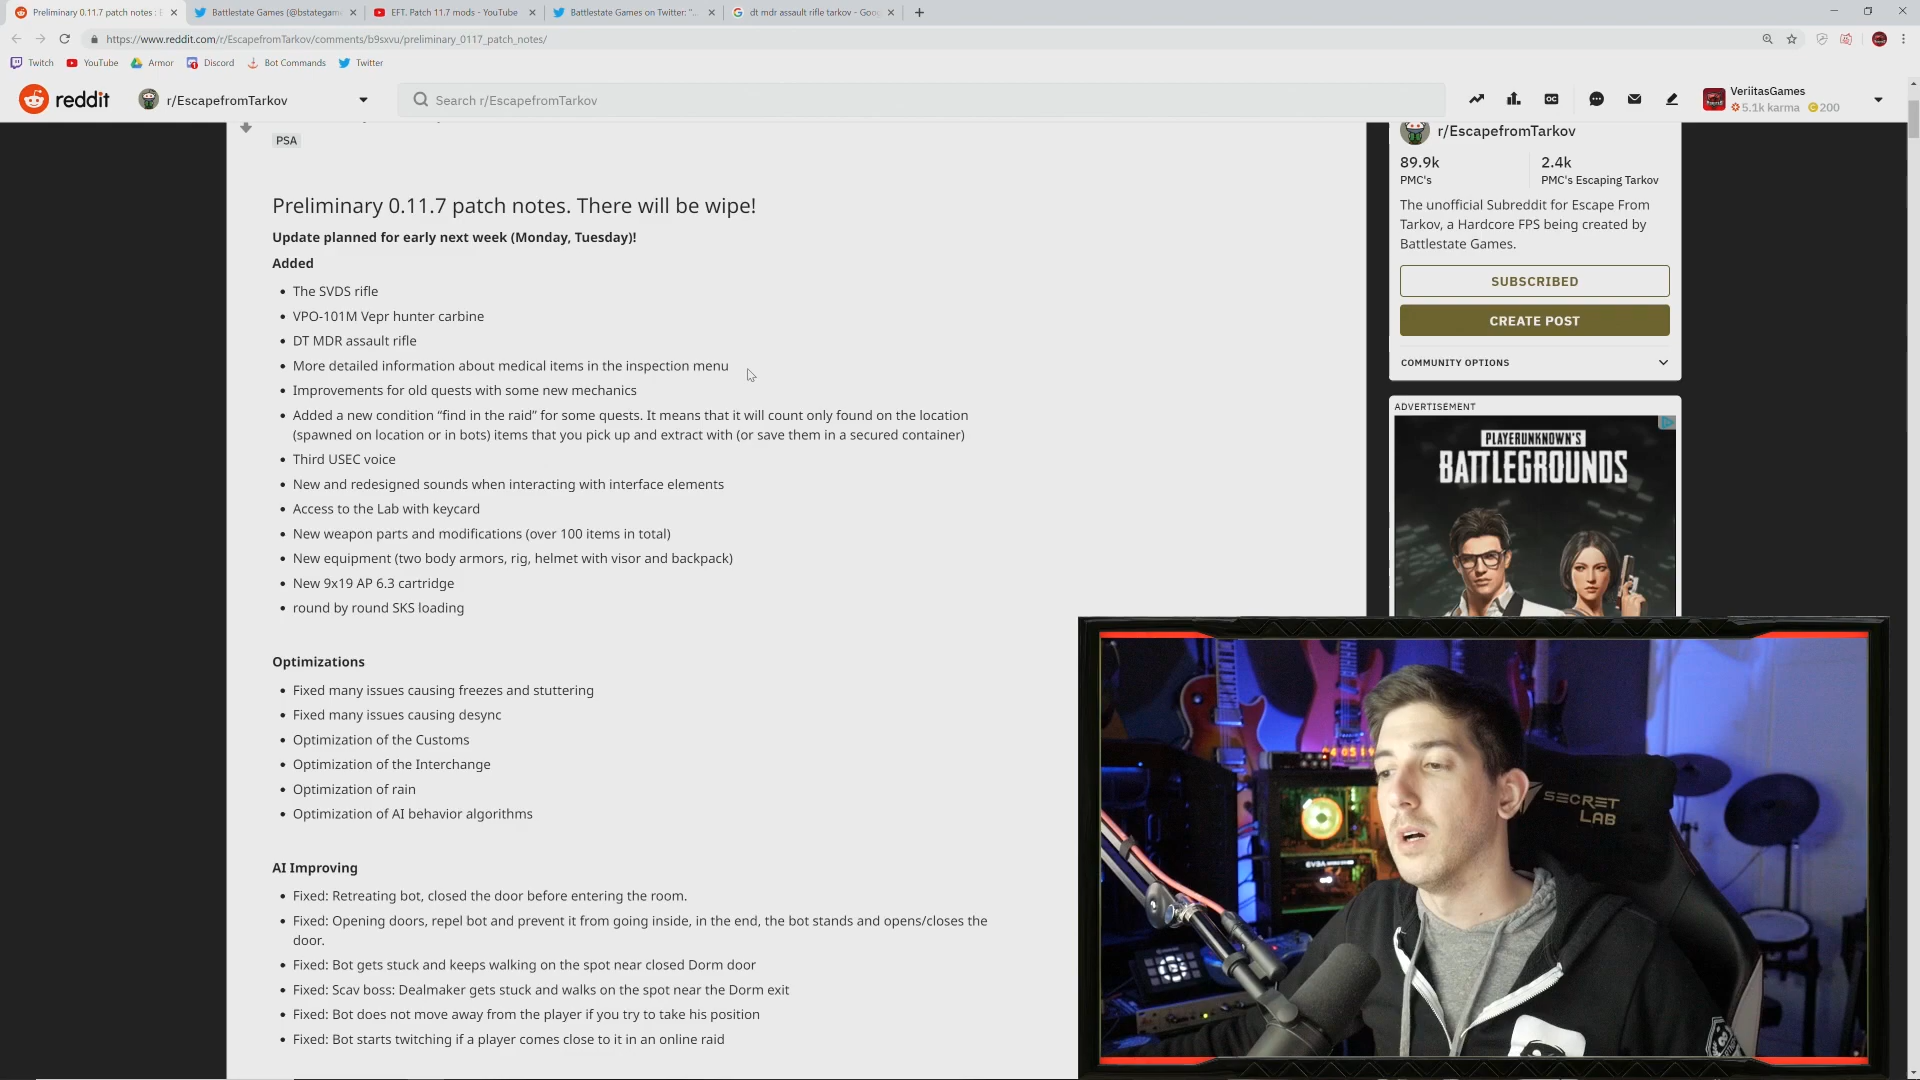 Preliminary 0.11.7 patch notes : E
Battlestate Games (@bstategam
EFT. Patch 11.7 mods - YouTube
Battlestate Games on Twitter: "..
dt mdr assault rifle tarkov - Goo
https://www.reddit.com/r/EscapefromTarkov/comments/b9sxvu/preliminary_0117_patch_notes/
Twitch
YouTube
Armor
Discord
Bot Commands
Twitter
reddit
r/EscapefromTarkov
Search r/EscapefromTarkov
VeriitasGames
5.1k karma
200
PSA
Preliminary 0.11.7 patch notes. There will be wipe!
Update planned for early next week (Monday, Tuesday)!
Added
The SVDS rifle
VPO-101M Vepr hunter carbine
DT MDR assault rifle
More detailed information about medical items in the inspection menu
Improvements for old quests with some new mechanics
Added a new condition “find in the raid” for some quests. It means that it will count only found on the location
(spawned on location or in bots) items that you pick up and extract with (or save them in a secured container)
Third USEC voice
New and redesigned sounds when interacting with interface elements
Access to the Lab with keycard
New weapon parts and modifications (over 100 items in total)
New equipment (two body armors, rig, helmet with visor and backpack)
New 9x19 AP 6.3 cartridge
round by round SKS loading
Optimizations
Fixed many issues causing freezes and stuttering
Fixed many issues causing desync
Optimization of the Customs
Optimization of the Interchange
Optimization of rain
Optimization of AI behavior algorithms
AI Improving
Fixed: Retreating bot, closed the door before entering the room.
Fixed: Opening doors, repel bot and prevent it from going inside, in the end, the bot stands and opens/closes the
door.
Fixed: Bot gets stuck and keeps walking on the spot near closed Dorm door
Fixed: Scav boss: Dealmaker gets stuck and walks on the spot near the Dorm exit
Fixed: Bot does not move away from the player if you try to take his position
Fixed: Bot starts twitching if a player comes close to it in an online raid
r/EscapefromTarkov
89.9k
2.4k
PMC's
PMC's Escaping Tarkov
The unofficial Subreddit for Escape From
Tarkov, a Hardcore FPS being created by
Battlestate Games.
SUBSCRIBED
CREATE POST
COMMUNITY OPTIONS
ADVERTISEMENT
PLAYERUNKNOWN'S
BATTLEGROUNDS
EVGA
SECRET
LAB